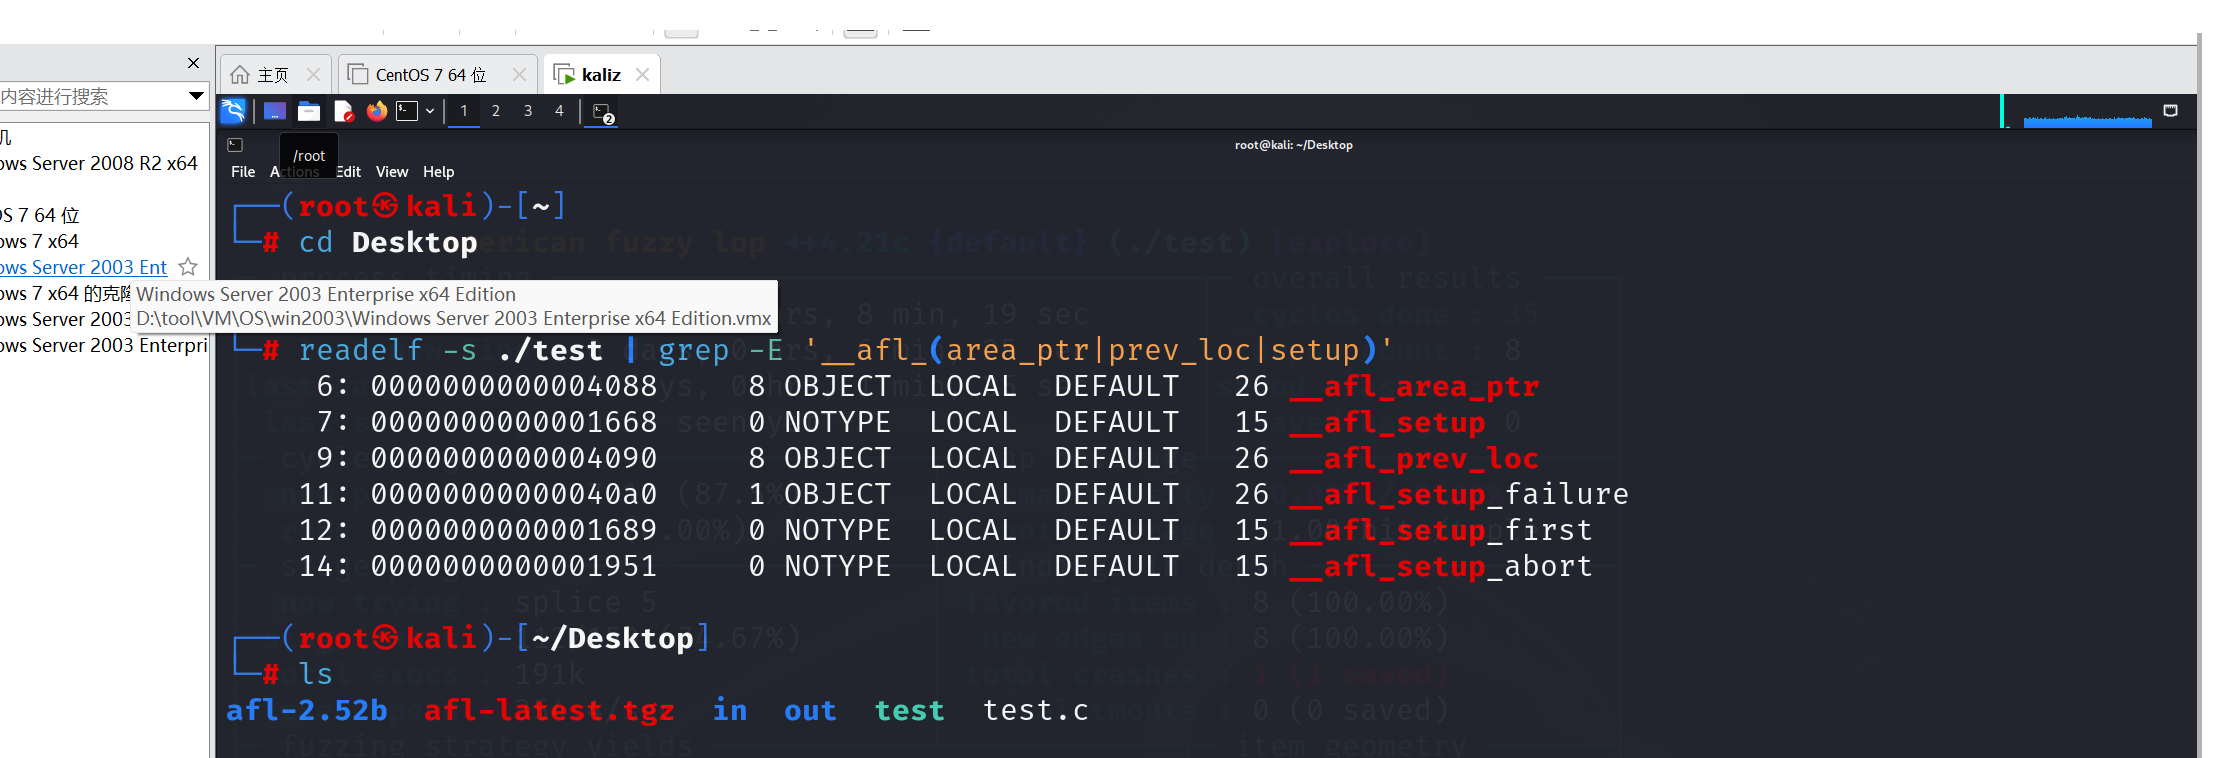 主页
CentOS 7 64 位
kaliz
内容进行搜索
1 2 3 4
2
机
ows Server 2008 R2 x64
OS 7 64 位
ows 7 x64
ows Server 2003 Ent
ows 7 x64 的克隆
ows Server 2003
ows Server 2003 Enterpri
Windows Server 2003 Enterprise x64 Edition
D:\tool\VM\OS\win2003\Windows Server 2003 Enterprise x64 Edition.vmx
/root
root@kali: ~/Desktop
File Actions Edit View Help
┌──(root㉿kali)-[~]
└─# cd Desktop
└─# readelf -s ./test | grep -E '__afl_(area_ptr|prev_loc|setup)'
6: 0000000000004088 8 OBJECT LOCAL DEFAULT 26 __afl_area_ptr
7: 0000000000001668 0 NOTYPE LOCAL DEFAULT 15 __afl_setup
9: 0000000000004090 8 OBJECT LOCAL DEFAULT 26 __afl_prev_loc
11: 00000000000040a0 1 OBJECT LOCAL DEFAULT 26 __afl_setup_failure
12: 0000000000001689 0 NOTYPE LOCAL DEFAULT 15 __afl_setup_first
14: 0000000000001951 0 NOTYPE LOCAL DEFAULT 15 __afl_setup_abort
┌──(root㉿kali)-[~/Desktop]
└─# ls
afl-2.52b afl-latest.tgz in out test test.c